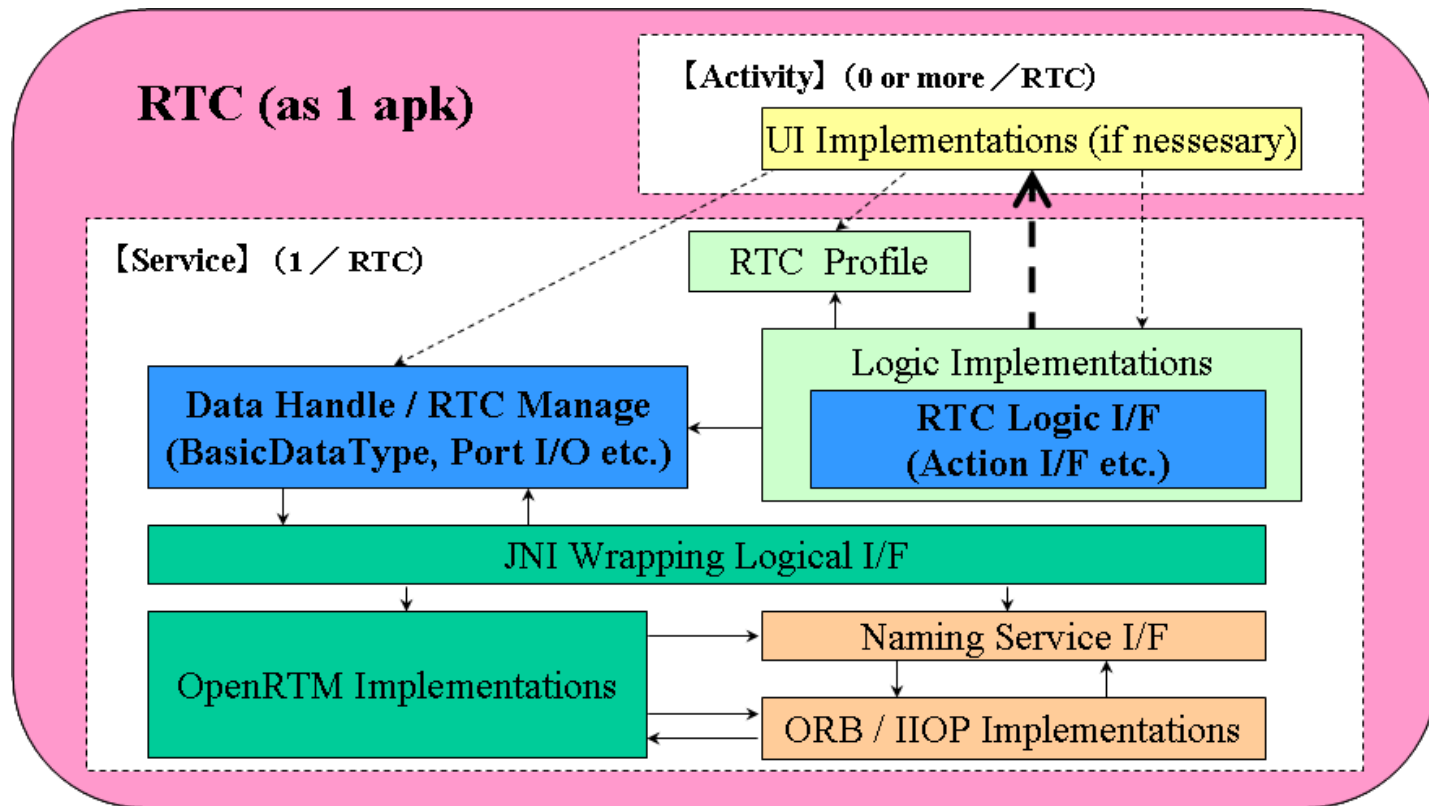 【Activity】（0 or more ／RTC）
RTC (as 1 apk)
UI Implementations (if nessesary)
【Service】（1 ／ RTC）
RTC Profile
Logic Implementations
Data Handle / RTC Manage
(BasicDataType, Port I/O etc.)
RTC Logic I/F
(Action I/F etc.)
JNI Wrapping Logical I/F
OpenRTM Implementations
Naming Service I/F
ORB / IIOP Implementations